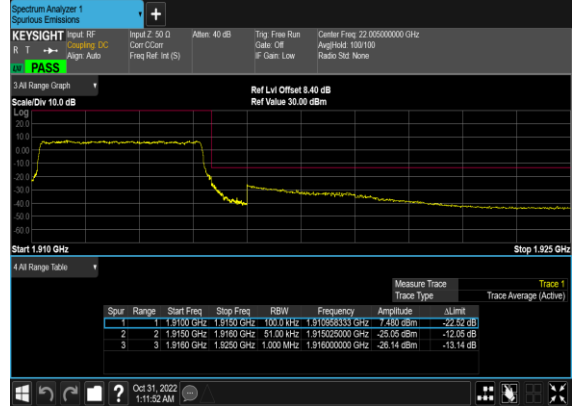 Spectrum Analyzer 1
Spurious Emissions
+
KEYSIGHT Input: RF Input Z: 50 Ω Atten: 40 dB Trig: Free Run Center Freq: 22.005000000 GHz
R T Coupling: DC Corr CCorr Gate: Off Avg|Hold: 100/100
Align: Auto Freq Ref: Int (S) IF Gain: Low Radio Std: None
PASS
3 All Range Graph
Ref Lvl Offset 8.40 dB
Scale/Div 10.0 dB Ref Value 30.00 dBm
Log
20.0
10.0
0.00
-10.0
-20.0
-30.0
-40.0
-50.0
-60.0
Start 1.910 GHz Stop 1.925 GHz
4 All Range Table
Measure Trace Trace 1
Trace Type Trace Average (Active)
Spur Range Start Freq Stop Freq RBW Frequency Amplitude ΔLimit
1 1 1.9100 GHz 1.9150 GHz 100.0 kHz 1.910958333 GHz 7.480 dBm -22.52 dB
2 2 1.9150 GHz 1.9160 GHz 51.00 kHz 1.915025000 GHz -25.05 dBm -12.05 dB
3 3 1.9160 GHz 1.9250 GHz 1.000 MHz 1.916000000 GHz -26.14 dBm -13.14 dB
?
Oct 31, 2022
1:11:52 AM